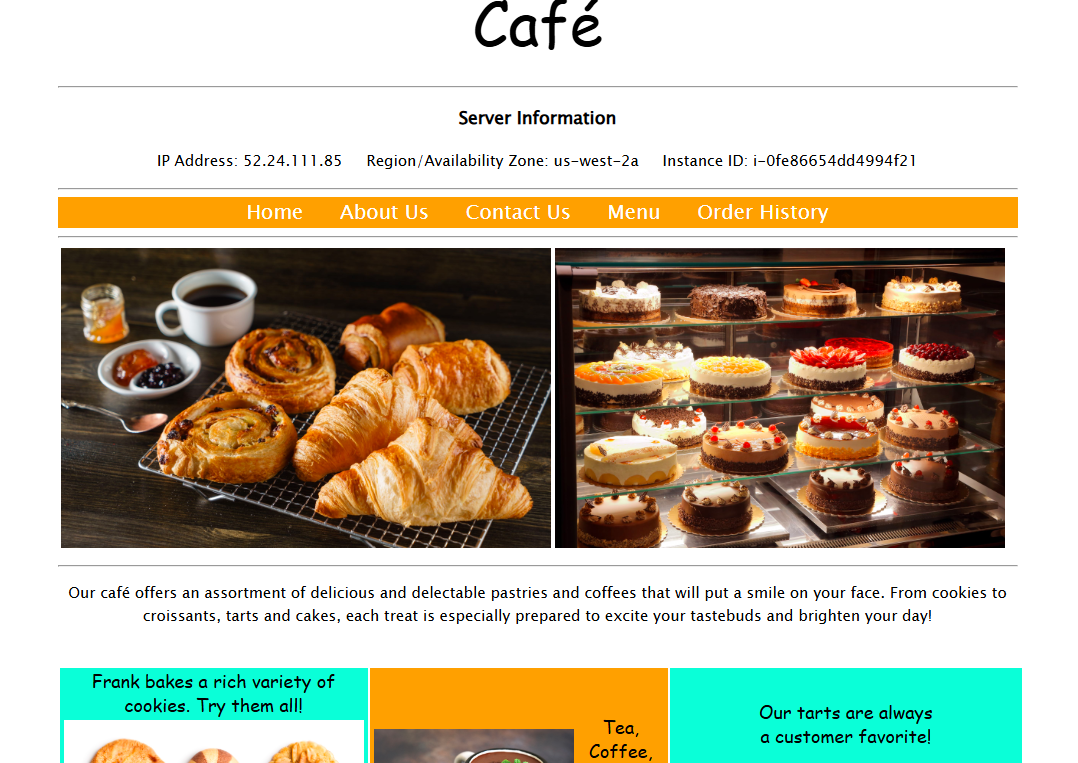 Café
Server Information
IP Address: 52.24.111.85 Region/Availability Zone: us-west-2a Instance ID: i-0fe86654dd4994f21
Home About Us Contact Us Menu Order History
Our café offers an assortment of delicious and delectable pastries and coffees that will put a smile on your face. From cookies to
croissants, tarts and cakes, each treat is especially prepared to excite your tastebuds and brighten your day!
Frank bakes a rich variety of
cookies. Try them all!
Tea,
Coffee,
Our tarts are always
a customer favorite!